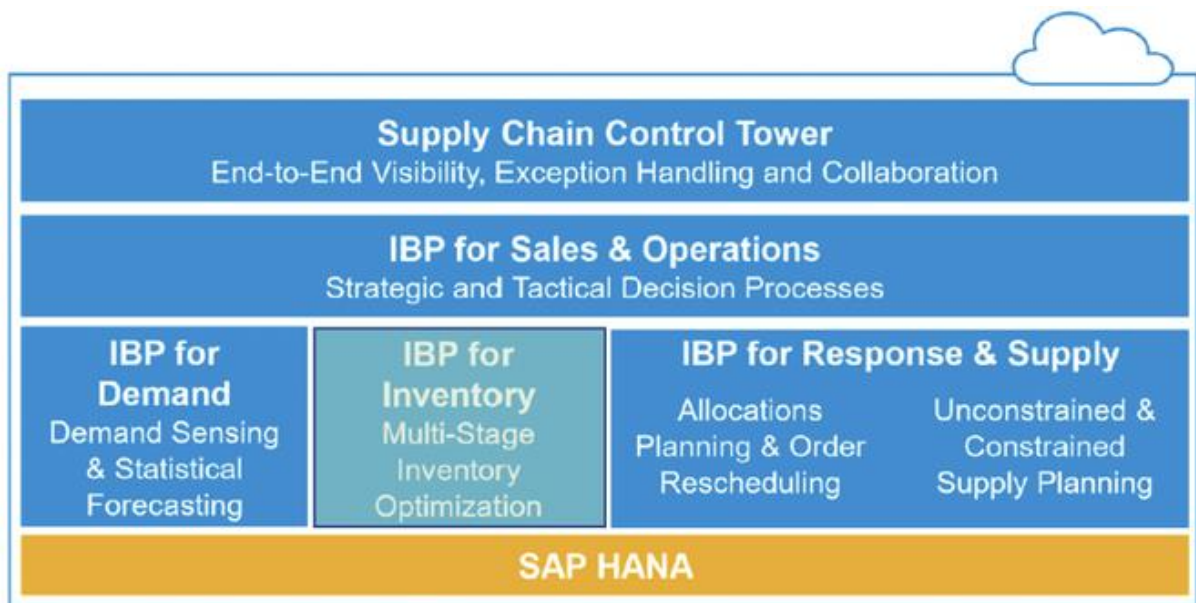 Supply Chain Control Tower
End-to-End Visibility, Exception Handling and Collaboration
IBP for Sales & Operations
Strategic and Tactical Decision Processes
IBP for
Demand
Demand Sensing
& Statistical
Forecasting
IBP for
Inventory
Multi-Stage
Inventory
Optimization
IBP for Response & Supply
Allocations
Planning & Order
Rescheduling
Unconstrained &
Constrained
Supply Planning
SAP HANA